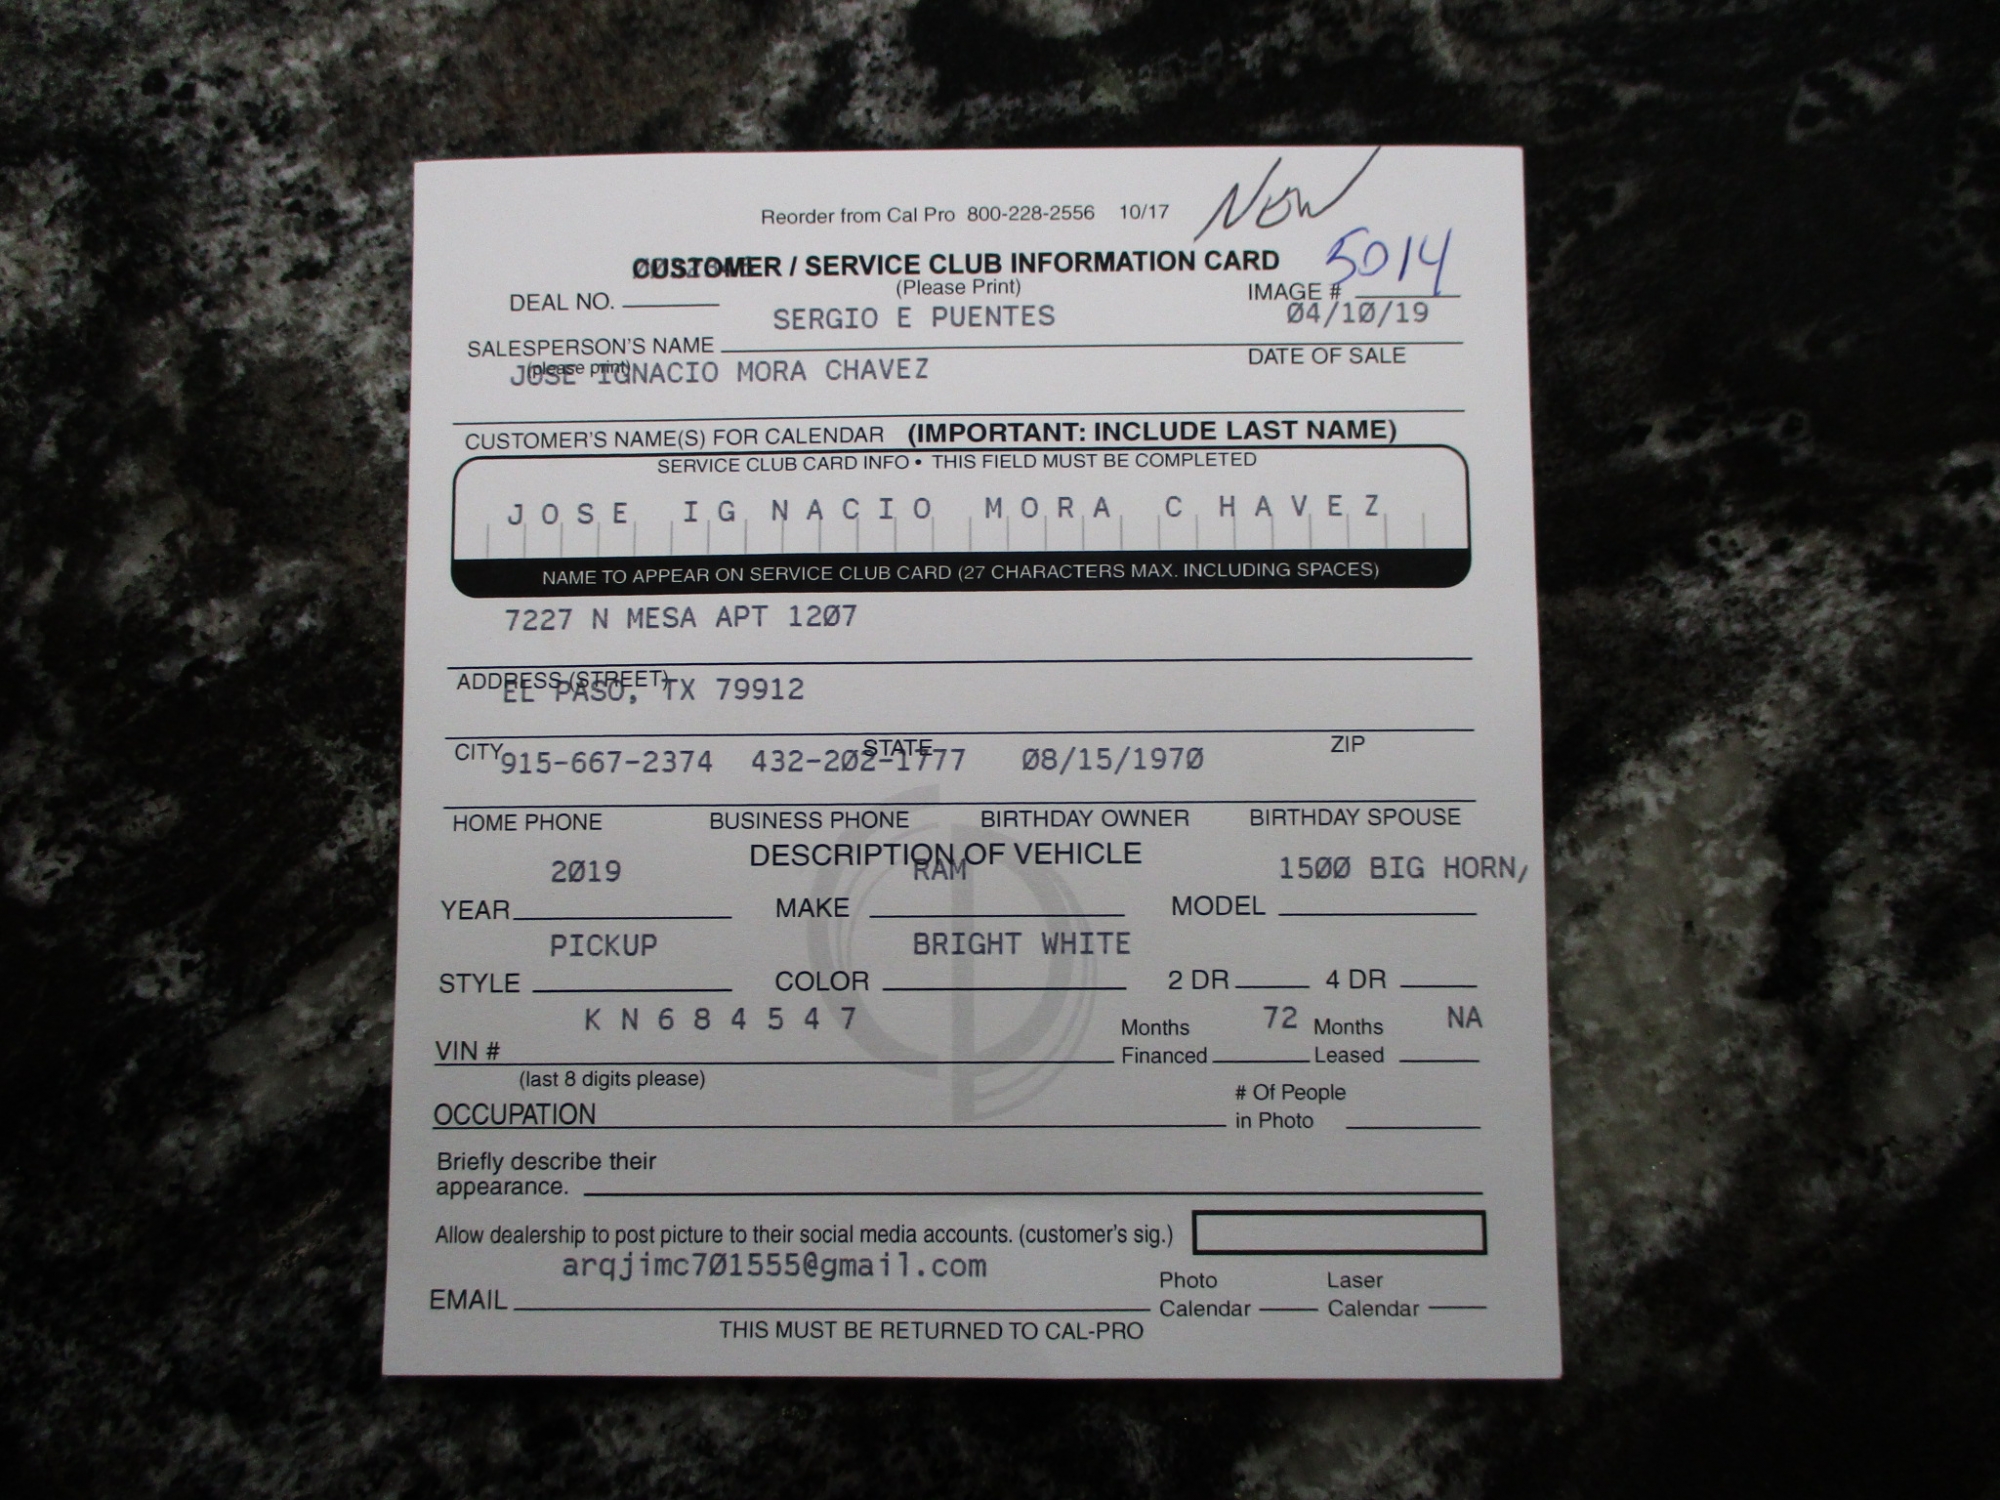 Reorder from Cal Pro 800-228-2556 10/17
NEW
CUSTOMER / SERVICE CLUB INFORMATION CARD
5014
(Please Print)
DEAL NO.
IMAGE #
SERGIO E PUENTES
04/10/19
SALESPERSON'S NAME
DATE OF SALE
(please print)
JOSE IGNACIO MORA CHAVEZ
CUSTOMER'S NAME(S) FOR CALENDAR (IMPORTANT: INCLUDE LAST NAME)
SERVICE CLUB CARD INFO • THIS FIELD MUST BE COMPLETED
JOSE IGNACIO MORA CHAVEZ
NAME TO APPEAR ON SERVICE CLUB CARD (27 CHARACTERS MAX. INCLUDING SPACES)
7227 N MESA APT 1207
ADDRESS (STREET)
EL PASO, TX 79912
CITY STATE ZIP
915-667-2374 432-202-1777 08/15/1970
HOME PHONE BUSINESS PHONE BIRTHDAY OWNER BIRTHDAY SPOUSE
DESCRIPTION OF VEHICLE
2019 RAM 1500 BIG HORN/
YEAR MAKE MODEL
PICKUP BRIGHT WHITE
STYLE COLOR 2 DR 4 DR
K N 6 8 4 5 4 7 Months 72 Months NA
VIN # Financed Leased
(last 8 digits please)
# Of People
OCCUPATION in Photo
Briefly describe their
appearance.
Allow dealership to post picture to their social media accounts. (customer's sig.)
arqjimc701555@gmail.com
Photo Laser
EMAIL Calendar Calendar
THIS MUST BE RETURNED TO CAL-PRO